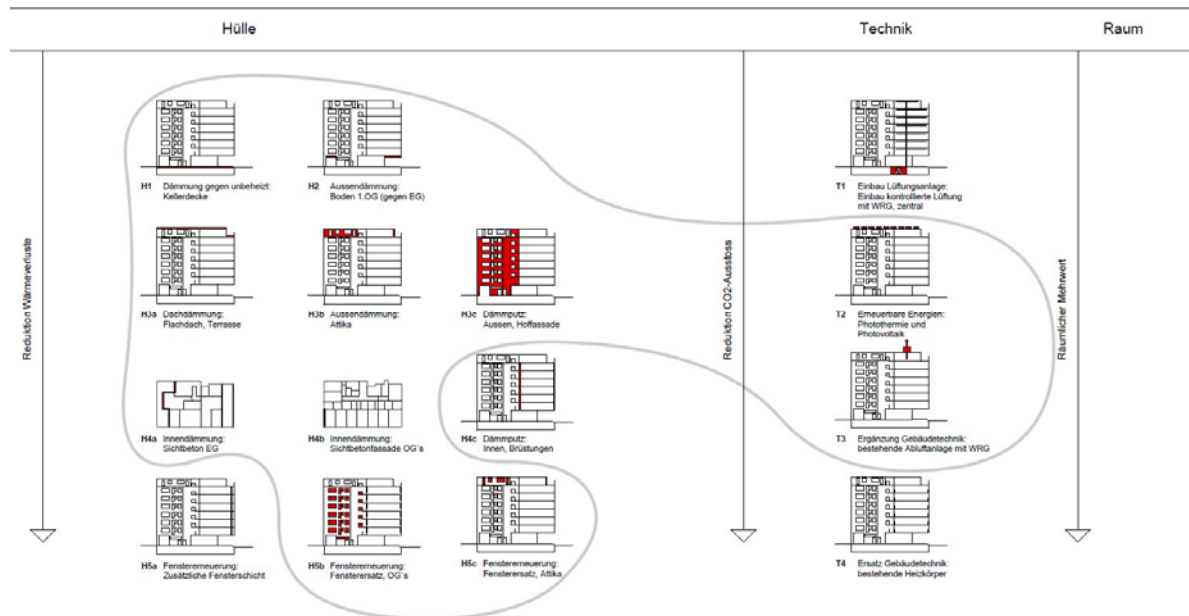 Hülle
Technik
Raum
Reduktion Wärmeverluste
Reduktion CO2-Ausstoss
Räumlicher Mehrwert
H1 Dämmung gegen unbeheizt:
Kellerdecke
H2 Aussendämmung:
Boden 1.OG (gegen EG)
T1 Einbau Lüftungsanlage:
Einbau kontrollierte Lüftung
mit WRG, zentral
H3a Dachdämmung:
Flachdach, Terrasse
H3b Aussendämmung:
Attika
H3c Dämmputz:
Aussen, Hoffassade
T2 Erneuerbare Energien:
Photothermie und
Photovoltaik
H4a Innendämmung:
Sichtbeton EG
H4b Innendämmung:
Sichtbetonfassade OG's
H4c Dämmputz:
Innen, Brüstungen
T3 Ergänzung Gebäudetechnik:
bestehende Abluftanlage mit WRG
H5a Fenstererneuerung:
Zusätzliche Fensterschicht
H5b Fenstererneuerung:
Fensterersatz, OG's
H5c Fenstererneuerung:
Fensterersatz, Attika
T4 Ersatz Gebäudetechnik:
bestehende Heizkörper